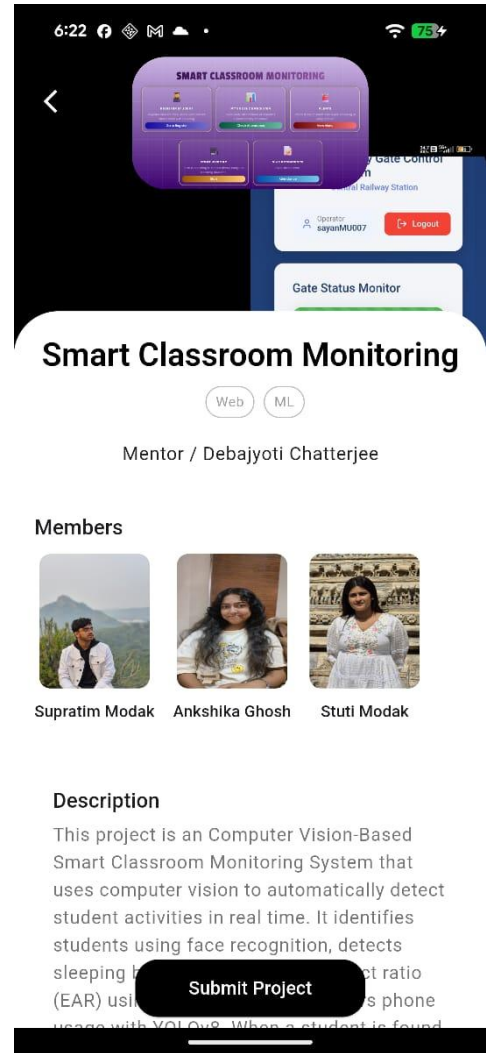 6:22
75
SMART CLASSROOM MONITORING
Gate Control
Railway Station
Operator
sayanMU007
Logout
Gate Status Monitor
Smart Classroom Monitoring
Web
ML
Mentor / Debajyoti Chatterjee
Members
Supratim Modak
Ankshika Ghosh
Stuti Modak
Description
This project is an Computer Vision-Based
Smart Classroom Monitoring System that
uses computer vision to automatically detect
student activities in real time. It identifies
students using face recognition, detects
sleeping ratio
(EAR) phone
Submit Project
usage with YOLOv8. When a student is found